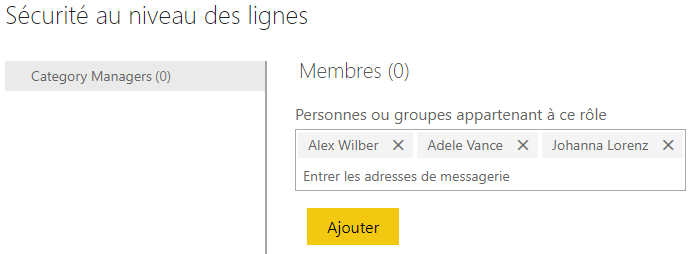 Sécurité au niveau des lignes
Category Managers (0)
Membres (0)
Personnes ou groupes appartenant à ce rôle
Alex Wilber × Adele Vance × Johanna Lorenz ×
Entrer les adresses de messagerie
Ajouter